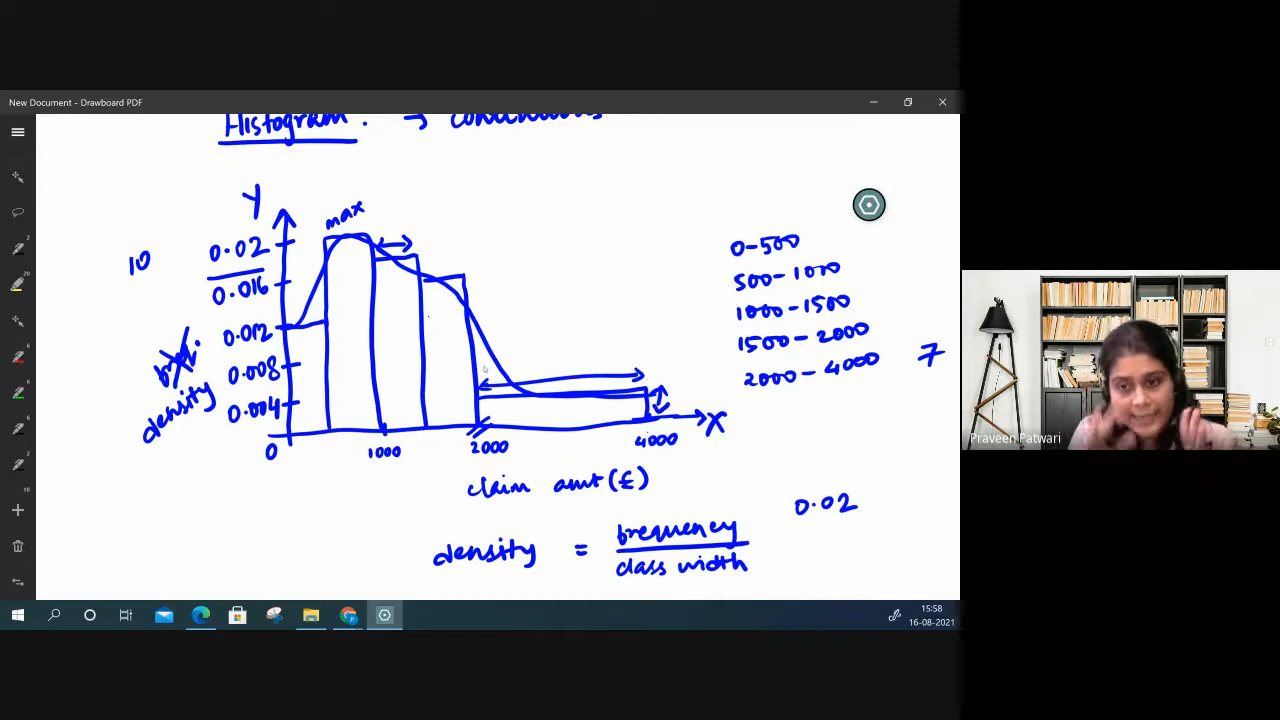 New Document - Drawboard PDF
Histogram. → continuous
Y
max
10
0.02
0.016
0.012
0.008
0.004
density
0
1000
2000
4000
X
claim amt (£)
0-500
500-1000
1000-1500
1500-2000
2000-4000
7
density = frequency
class width
0.02
Praveen Patwari
15:58
16-08-2021